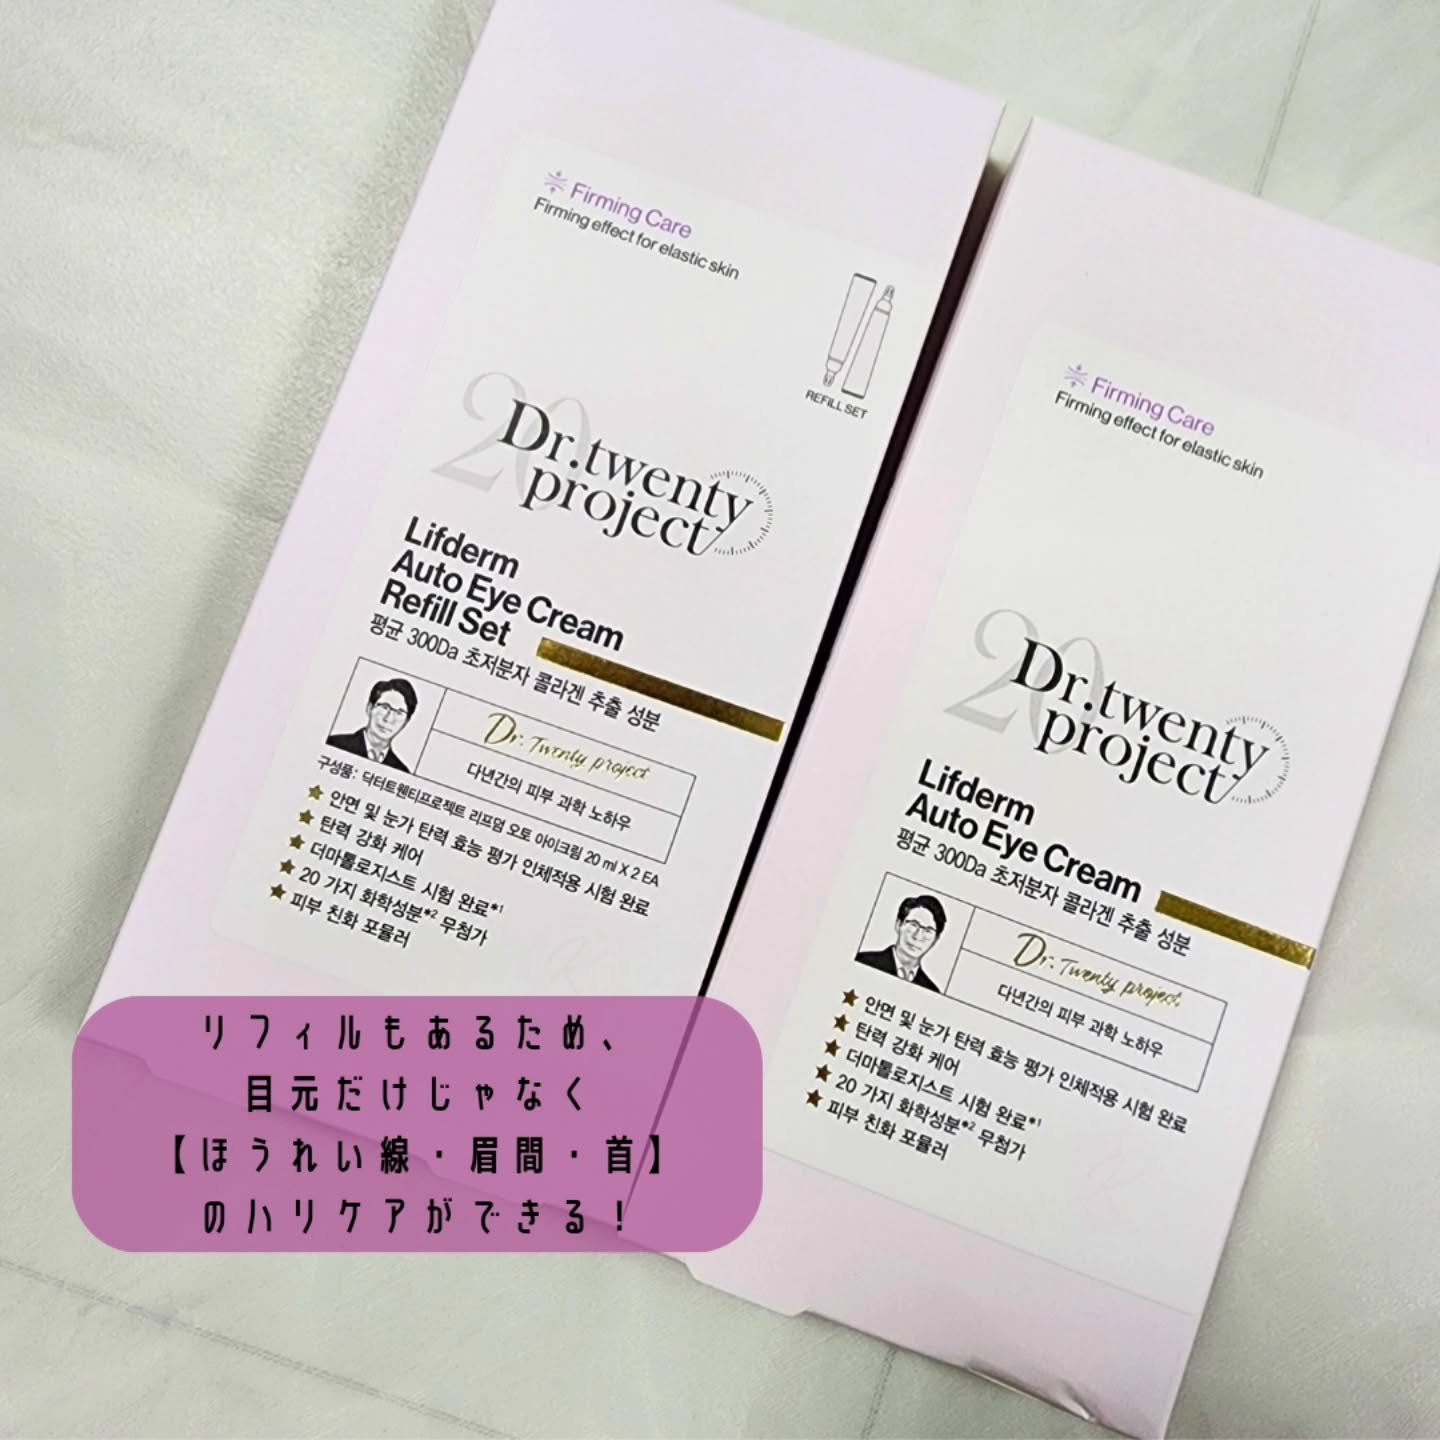 Firming Care
Firming effect for elastic skin
REFILL SET
20
Dr.twenty
project
Lifderm
Auto Eye Cream
Refill Set
평균 300Da 초저분자 콜라겐 추출 성분
Dr. Twenty project
다년간의 피부 과학 노하우
구성품: 닥터트웬티프로젝트 리프덤 오토 아이크림 20 ml X 2 EA
안면 및 눈가 탄력 효능 평가 인체적용 시험 완료
탄력 강화 케어
더마톨로지스트 시험 완료*1
20 가지 화학성분*2 무첨가
피부 친화 포뮬러
Firming Care
Firming effect for elastic skin
20
Dr.twenty
project
Lifderm
Auto Eye Cream
평균 300Da 초저분자 콜라겐 추출 성분
Dr. Twenty project
다년간의 피부 과학 노하우
안면 및 눈가 탄력 효능 평가 인체적용 시험 완료
탄력 강화 케어
더마톨로지스트 시험 완료*1
20 가지 화학성분*2 무첨가
피부 친화 포뮬러
リフィルもあるため、
目元だけじゃなく
【ほうれい線・眉間・首】
のハリケアができる！